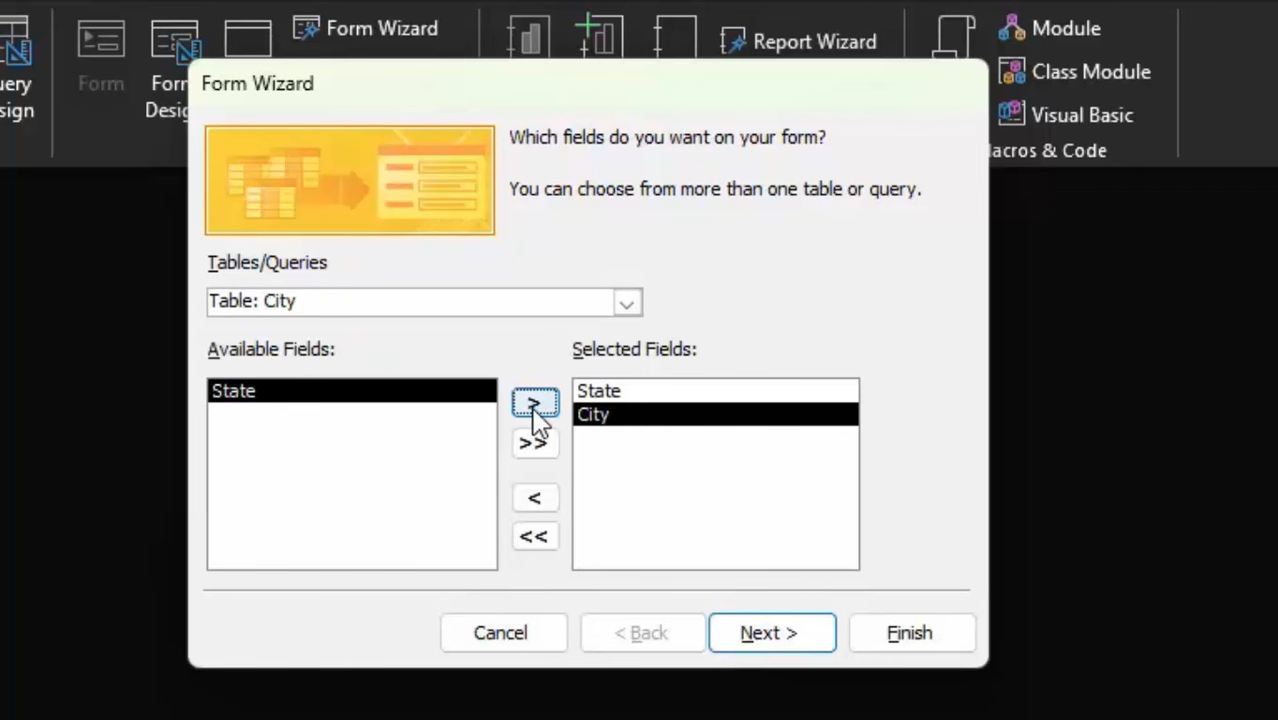 uery
sign
Form
Form
Desig
Form Wizard
Report Wizard
Module
Class Module
Visual Basic
acros & Code
Form Wizard
Which fields do you want on your form?
You can choose from more than one table or query.
Tables/Queries
Table: City
Available Fields:
Selected Fields:
State
State
City
>
>>
<
<<
Cancel
< Back
Next >
Finish